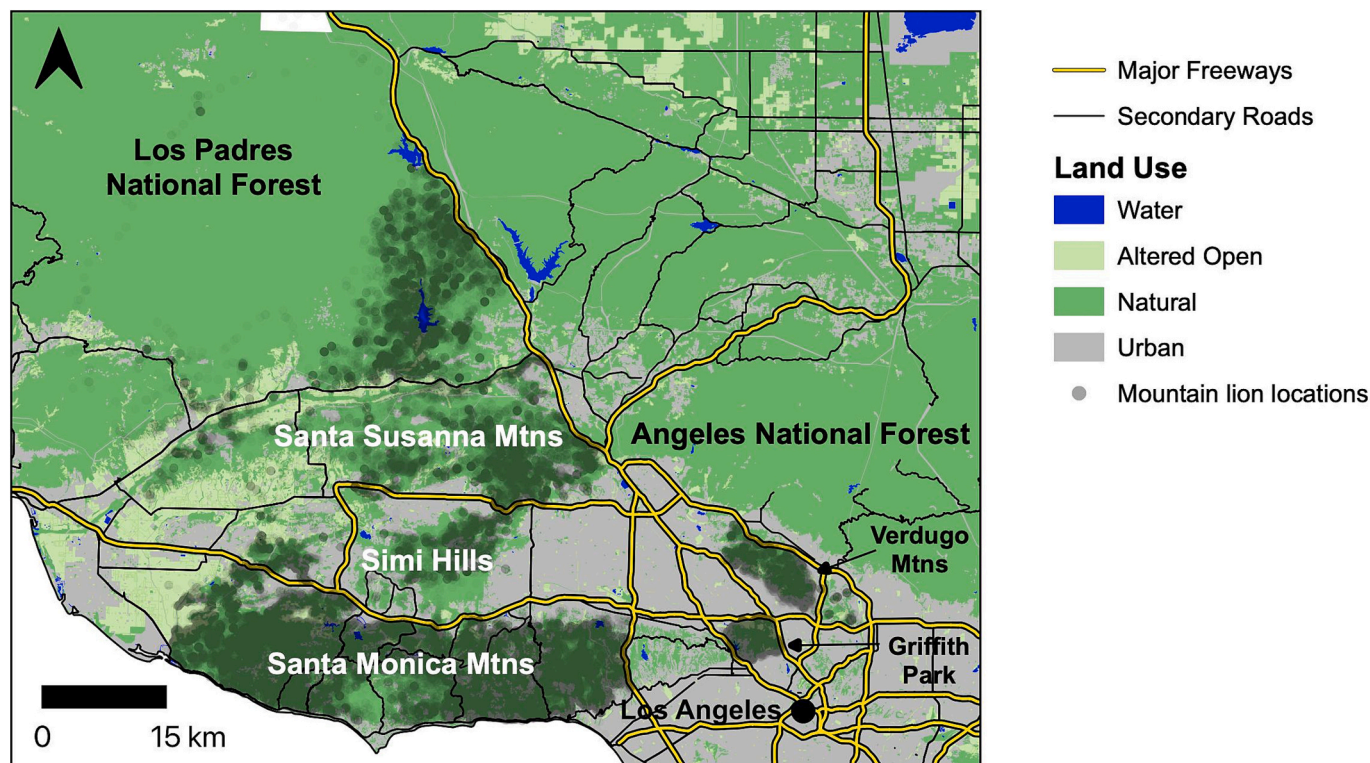 Los Padres
National Forest
Santa Susanna Mtns
Angeles National Forest
Simi Hills
Verdugo
Mtns
Santa Monica Mtns
Griffith
Park
Los Angeles
0 15 km
Major Freeways
Secondary Roads
Land Use
Water
Altered Open
Natural
Urban
Mountain lion locations